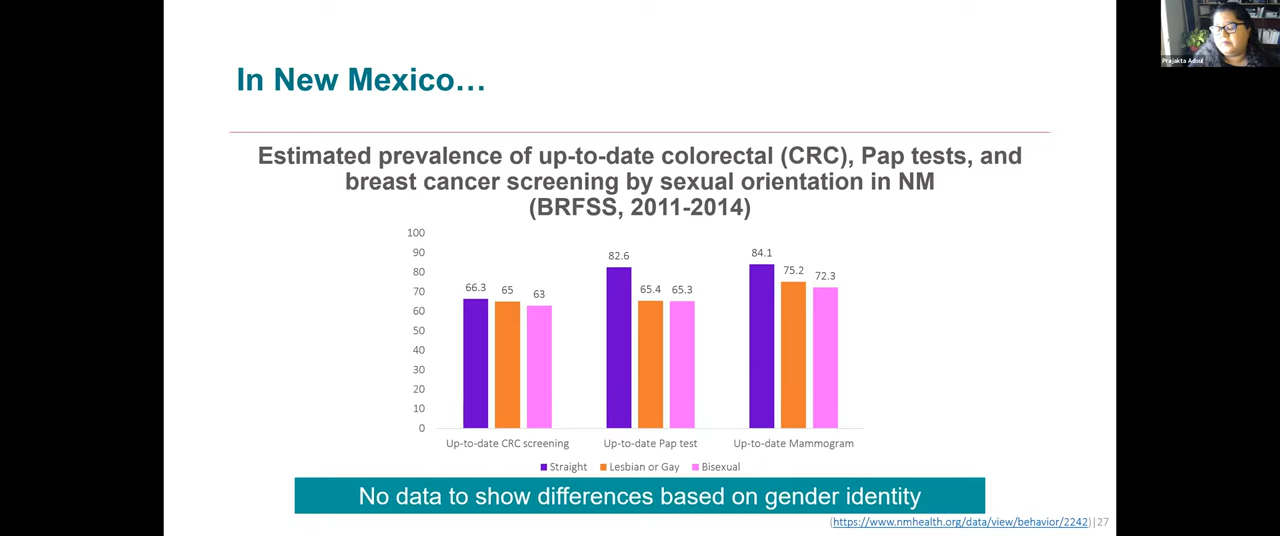 In New Mexico...
Estimated prevalence of up-to-date colorectal (CRC), Pap tests, and
breast cancer screening by sexual orientation in NM
(BRFSS, 2011-2014)
100
90
80
70
60
50
40
30
20
10
0
66.3
65
63
82.6
65.4
65.3
84.1
75.2
72.3
Up-to-date CRC screening
Up-to-date Pap test
Up-to-date Mammogram
Straight
Lesbian or Gay
Bisexual
No data to show differences based on gender identity
(https://www.nmhealth.org/data/view/behavior/2242)|27
Prajakta Adsul